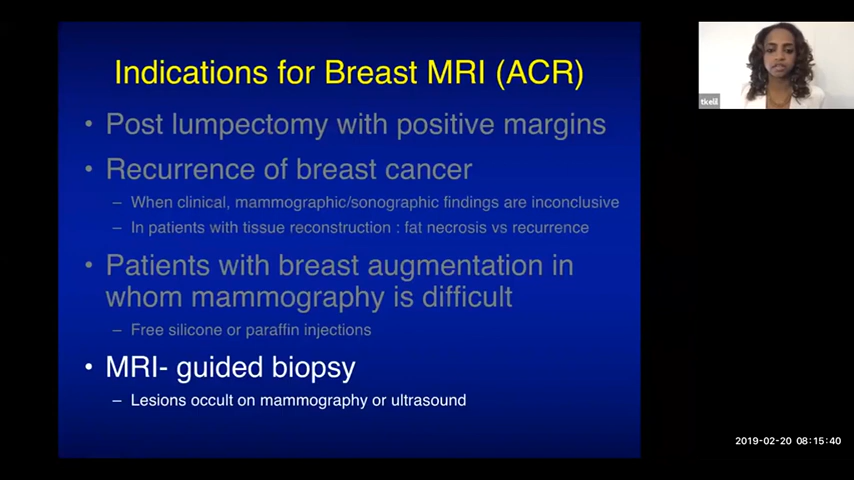 Indications for Breast MRI (ACR)
• Post lumpectomy with positive margins
• Recurrence of breast cancer
– When clinical, mammographic/sonographic findings are inconclusive
– In patients with tissue reconstruction : fat necrosis vs recurrence
• Patients with breast augmentation in
whom mammography is difficult
– Free silicone or paraffin injections
• MRI- guided biopsy
– Lesions occult on mammography or ultrasound
tkelil
2019-02-20 08:15:40